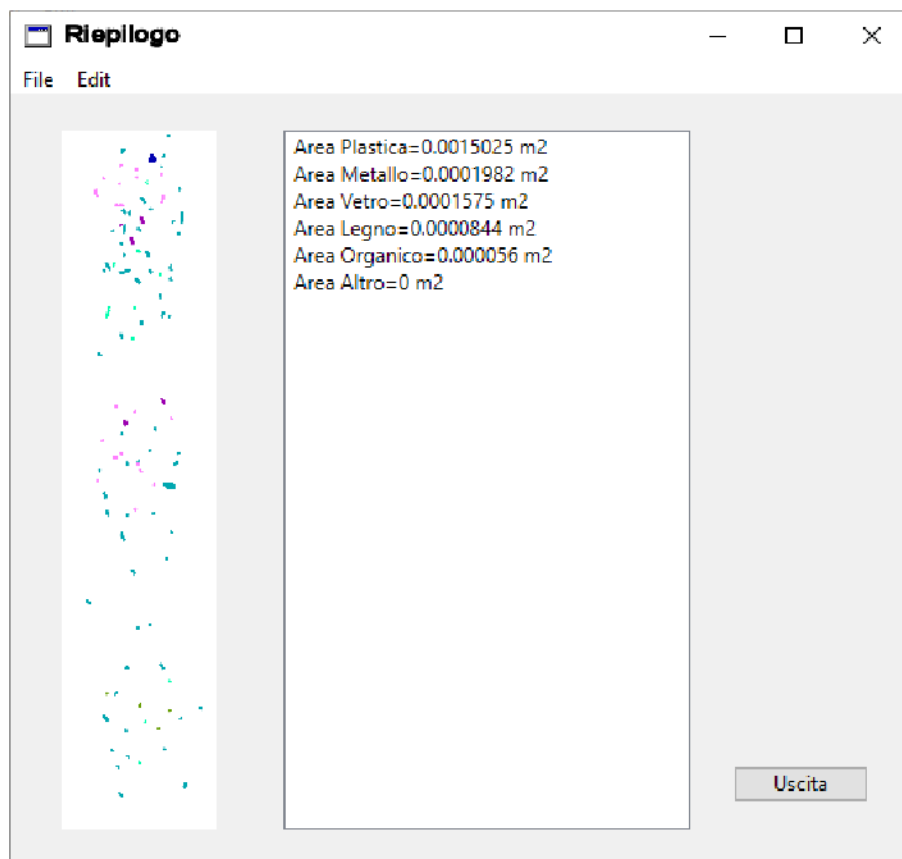 Riepilogo
File Edit
Area Plastica=0.0015025 m2
Area Metallo=0.0001982 m2
Area Vetro=0.0001575 m2
Area Legno=0.0000844 m2
Area Organico=0.000056 m2
Area Altro=0 m2
Uscita